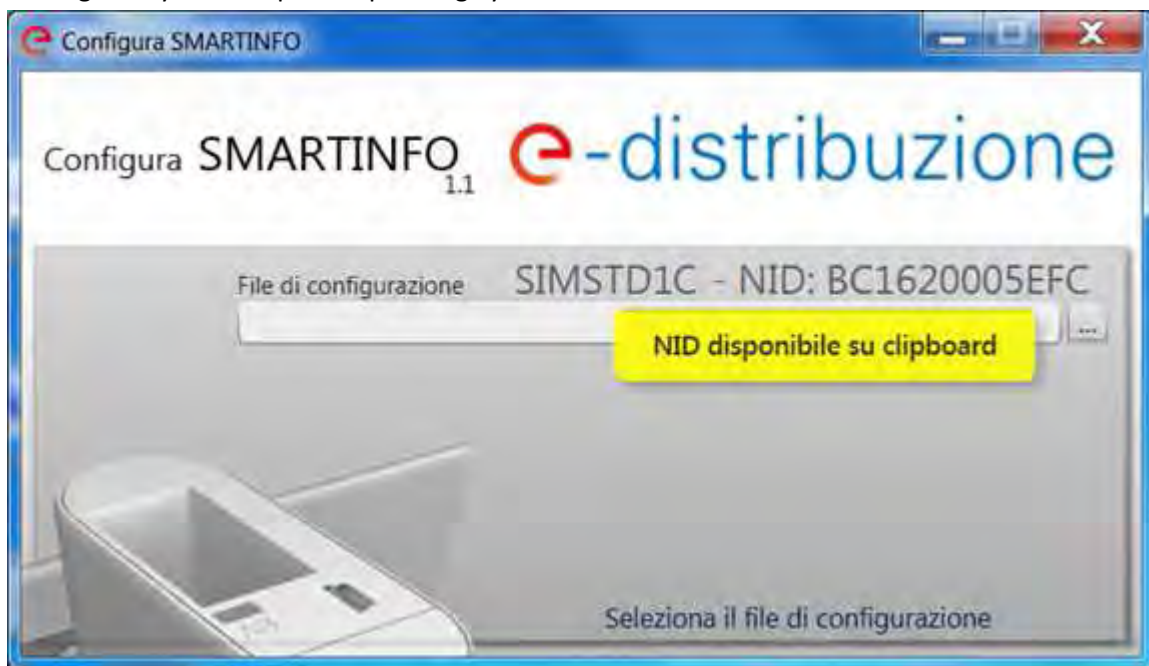 Configura SMARTINFO
Configura SMARTINFO 1.1 e-distribuzione
File di configurazione SIMSTD1C - NID: BC1620005EFC
...
NID disponibile su clipboard
Seleziona il file di configurazione